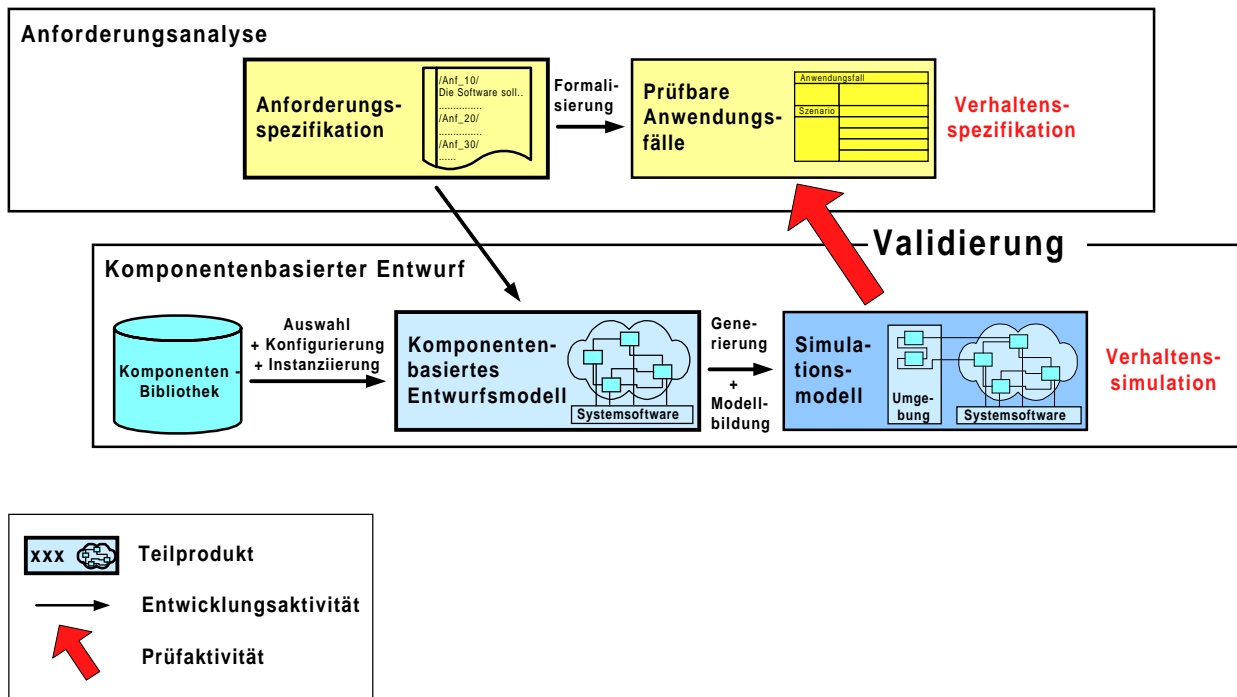 Anforderungsanalyse
Anforderungs-
spezifikation
/Anf_10/
Die Software soll..
...............
/Anf_20/
...............
/Anf_30/
......
Formali-
sierung
Prüfbare
Anwendungs-
fälle
Anwendungsfall
Szenario
Verhaltens-
spezifikation
Validierung
Komponentenbasierter Entwurf
Komponenten -
Bibliothek
Auswahl
+ Konfigurierung
+ Instanziierung
Komponenten-
basiertes
Entwurfsmodell
Systemsoftware
Gene-
rierung
+
Modell-
bildung
Simula-
tions-
modell
Umge-
bung
Systemsoftware
Verhaltens-
simulation
xxx
Teilprodukt
Entwicklungsaktivität
Prüfaktivität